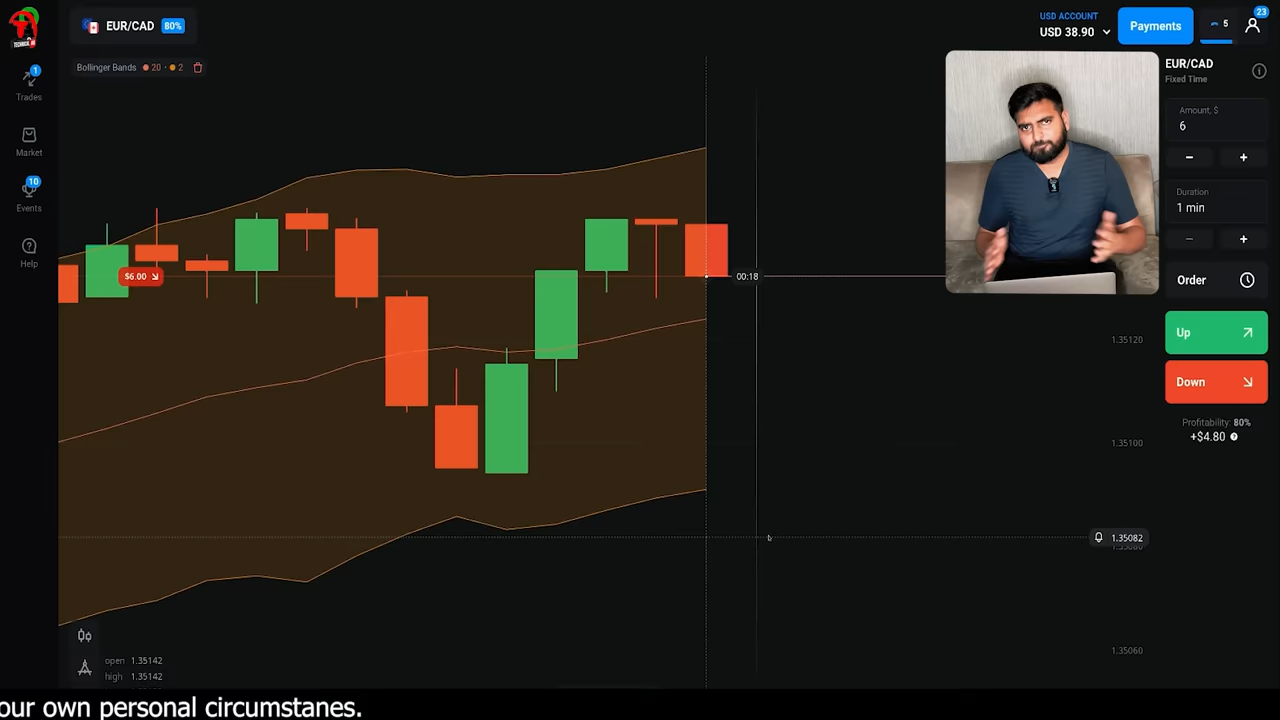 TECHNICAL
EUR/CAD 80%
USD ACCOUNT
USD 38.90
Payments
5
23
Bollinger Bands 20 · 2
1
Trades
Market
10
Events
Help
EUR/CAD
Fixed Time
Amount, $
6
−
+
Duration
1 min
−
+
Order
Up
Down
Profitability: 80%
+$4.80
$6.00
00:18
1.35120
1.35100
1.35082
1.35060
open 1.35142
high 1.35142
our own personal circumstanes.